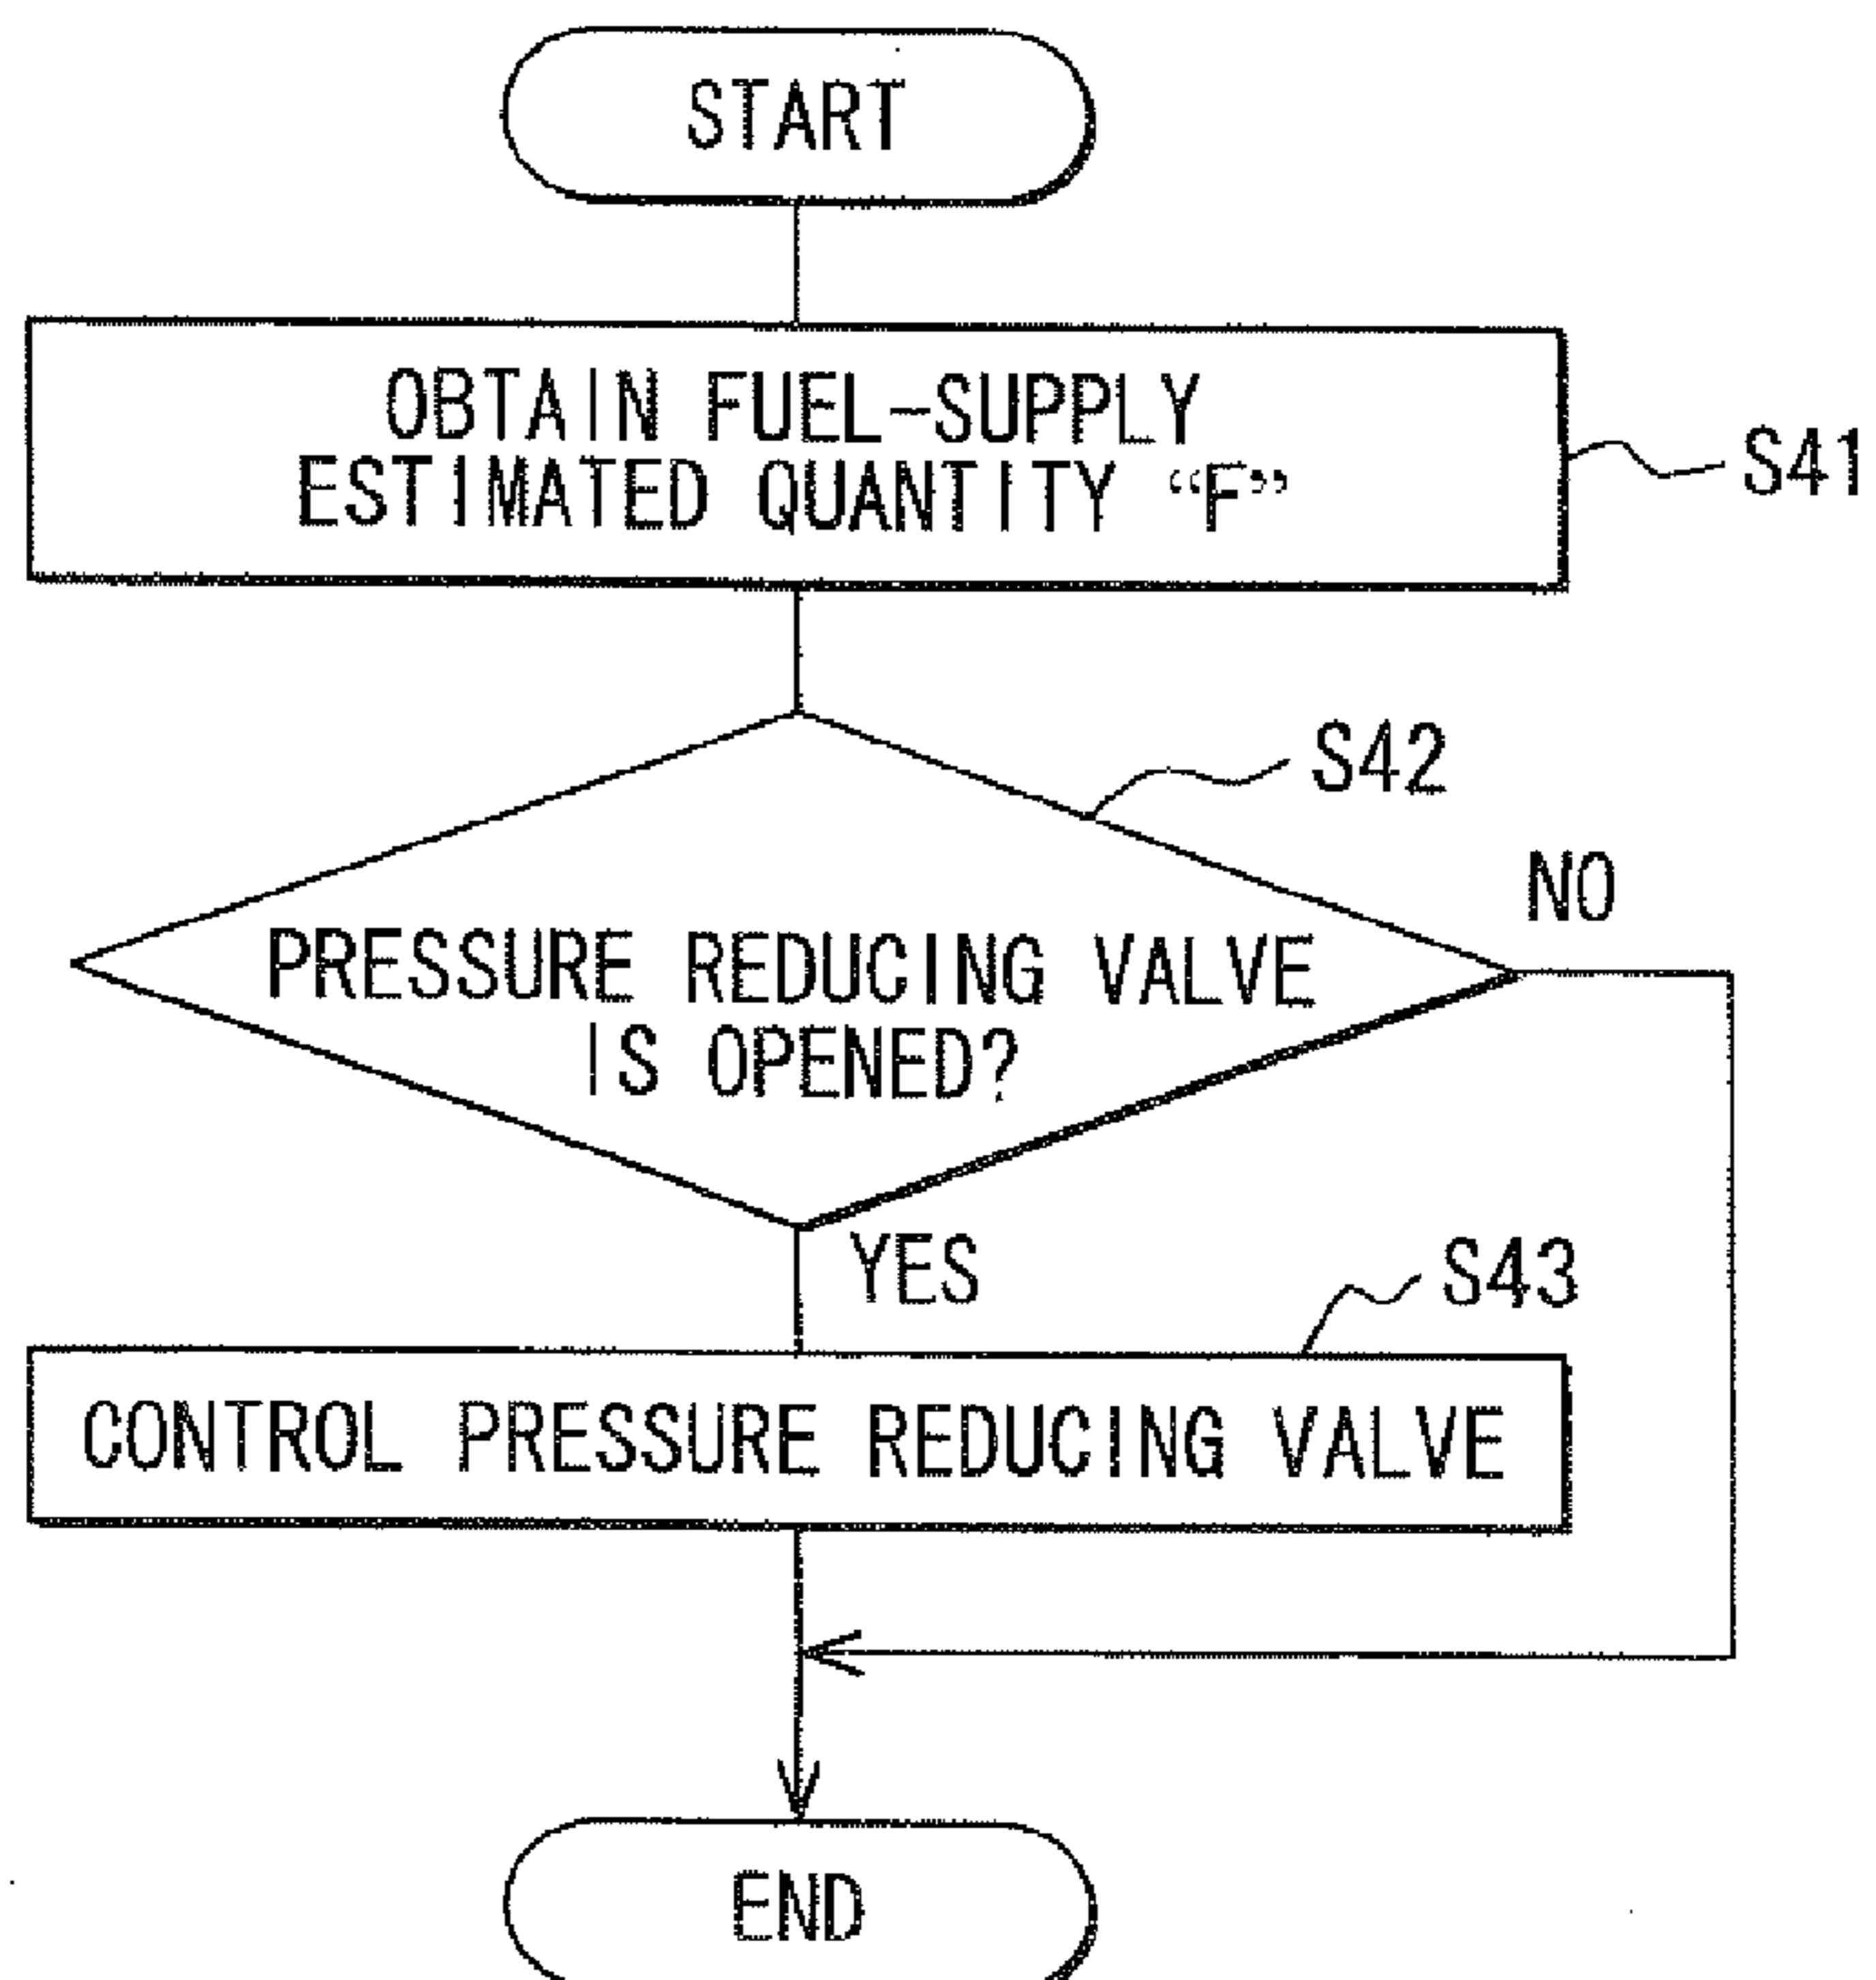 START
OBTAIN FUEL-SUPPLY
ESTIMATED QUANTITY “F”
S41
S42
NO
PRESSURE REDUCING VALVE
IS OPENED?
YES
S43
CONTROL PRESSURE REDUCING VALVE
END